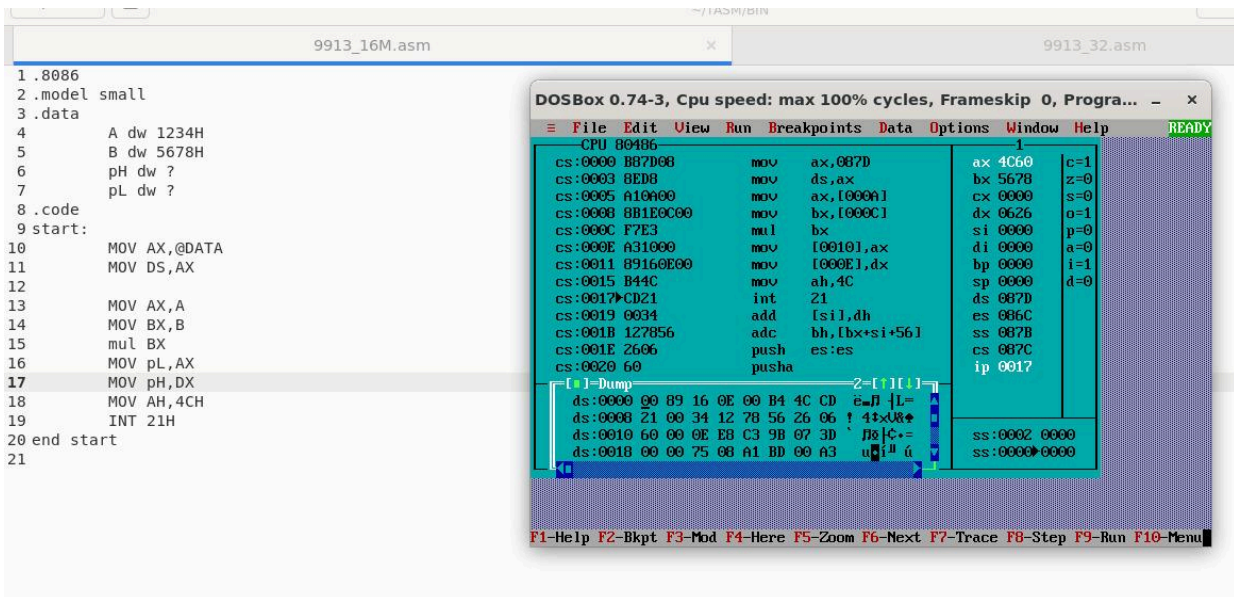 ~/TASM/BIN
9913_16M.asm × 9913_32.asm
1 .8086
2 .model small
3 .data
4 A dw 1234H
5 B dw 5678H
6 pH dw ?
7 pL dw ?
8 .code
9 start:
10 MOV AX,@DATA
11 MOV DS,AX
12
13 MOV AX,A
14 MOV BX,B
15 mul BX
16 MOV pL,AX
17 MOV pH,DX
18 MOV AH,4CH
19 INT 21H
20 end start
21
DOSBox 0.74-3, Cpu speed: max 100% cycles, Frameskip 0, Progra... – ×
≡ File Edit View Run Breakpoints Data Options Window Help READY
CPU 80486 1
cs:0000 B87D08 mov ax,087D
cs:0003 8ED8 mov ds,ax
cs:0005 A10A00 mov ax,[000A]
cs:0008 8B1E0C00 mov bx,[000C]
cs:000C F7E3 mul bx
cs:000E A31000 mov [0010],ax
cs:0011 89160E00 mov [000E],dx
cs:0015 B44C mov ah,4C
cs:0017►CD21 int 21
cs:0019 0034 add [si],dh
cs:001B 127856 adc bh,[bx+si+56]
cs:001E 2606 push es:es
cs:0020 60 pusha
ax 4C60 c=1
bx 5678 z=0
cx 0000 s=0
dx 0626 o=1
si 0000 p=0
di 0000 a=0
bp 0000 i=1
sp 0000 d=0
ds 087D
es 086C
ss 087B
cs 087C
ip 0017
[■]=Dump 2=[↑][↓]
ds:0000 00 89 16 0E 00 B4 4C CD
ds:0008 21 00 34 12 78 56 26 06
ds:0010 60 00 0E E8 C3 9B 07 3D
ds:0018 00 00 75 08 A1 BD 00 A3
ss:0002 0000
ss:0000►0000
F1-Help F2-Bkpt F3-Mod F4-Here F5-Zoom F6-Next F7-Trace F8-Step F9-Run F10-Menu